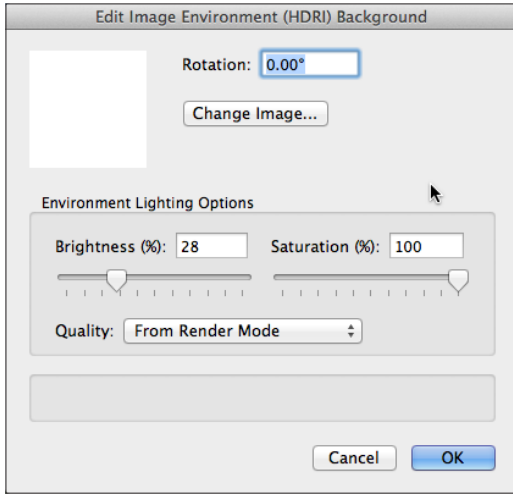 Edit Image Environment (HDRI) Background
Rotation: 0.00°
Change Image...
Environment Lighting Options
Brightness (%): 28 Saturation (%): 100
Quality: From Render Mode
Cancel OK